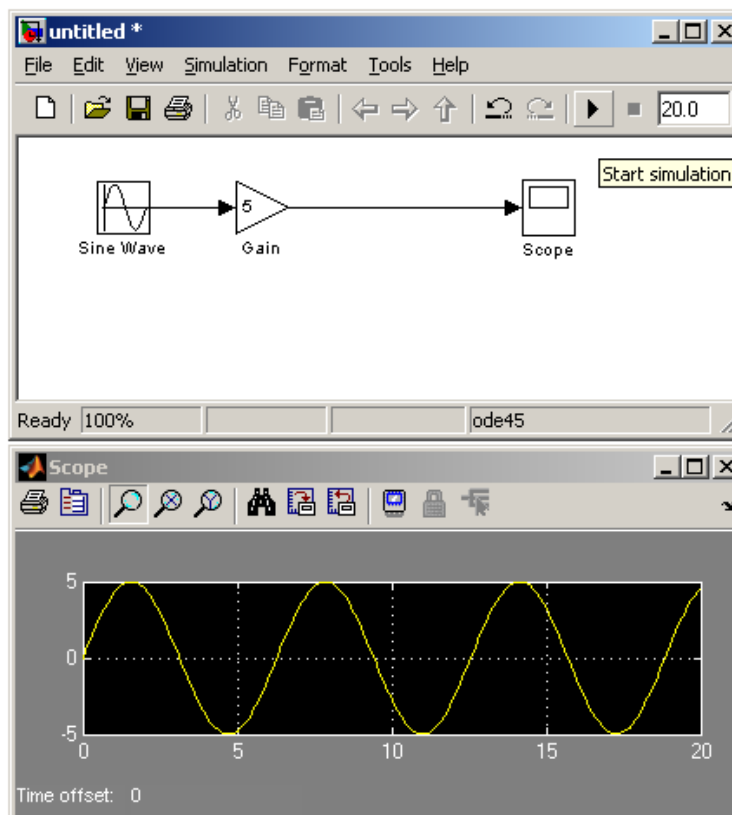 untitled *
File Edit View Simulation Format Tools Help
20.0
Start simulation
5
Sine Wave Gain Scope
Ready 100% ode45
Scope
5
0
-5
0 5 10 15 20
Time offset: 0